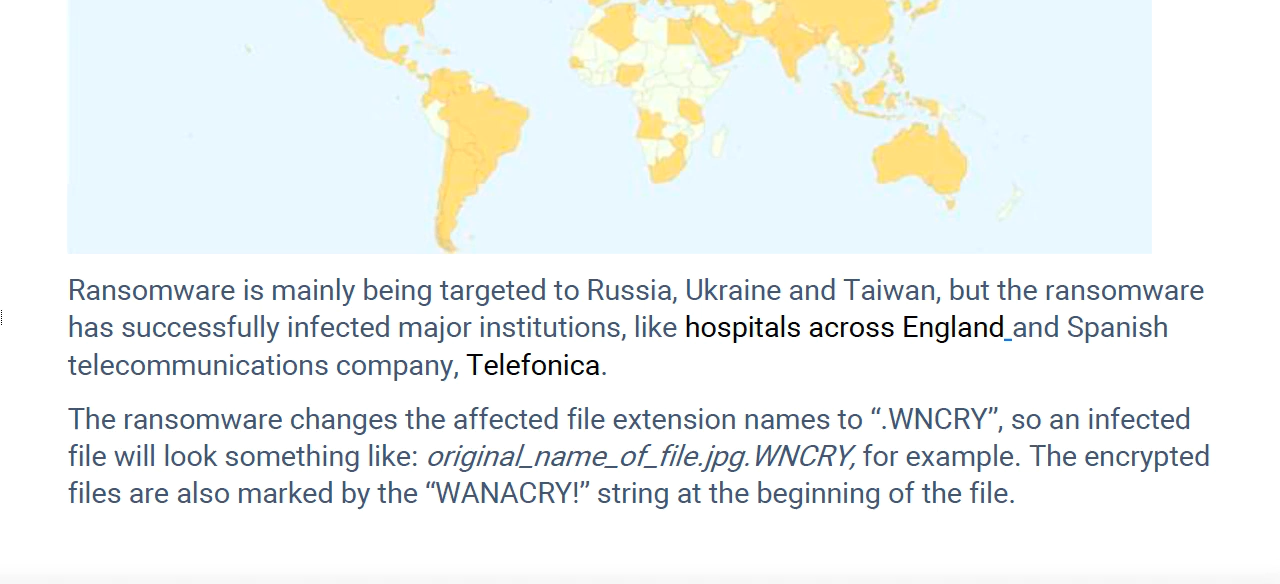 Ransomware is mainly being targeted to Russia, Ukraine and Taiwan, but the ransomware
has successfully infected major institutions, like hospitals across England and Spanish
telecommunications company, Telefonica.
The ransomware changes the affected file extension names to “.WNCRY”, so an infected
file will look something like: original_name_of_file.jpg.WNCRY, for example. The encrypted
files are also marked by the “WANACRY!” string at the beginning of the file.